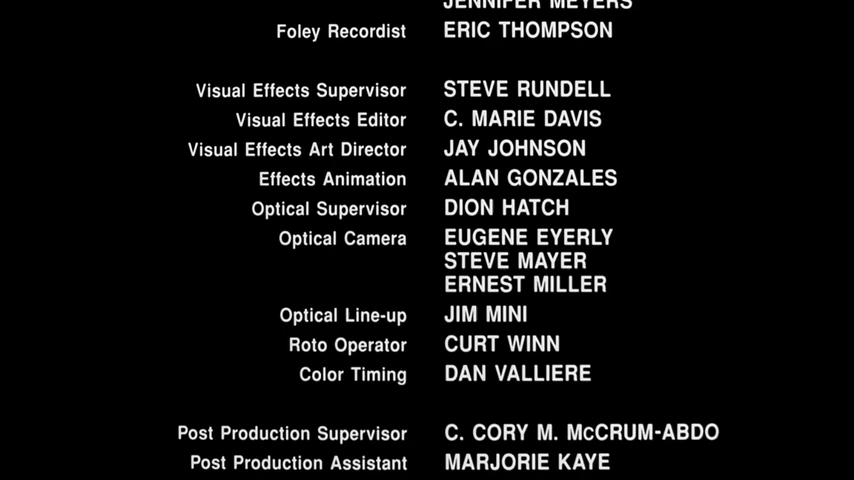 JENNIFER MEYERS
Foley Recordist ERIC THOMPSON
Visual Effects Supervisor STEVE RUNDELL
Visual Effects Editor C. MARIE DAVIS
Visual Effects Art Director JAY JOHNSON
Effects Animation ALAN GONZALES
Optical Supervisor DION HATCH
Optical Camera EUGENE EYERLY
STEVE MAYER
ERNEST MILLER
Optical Line-up JIM MINI
Roto Operator CURT WINN
Color Timing DAN VALLIERE
Post Production Supervisor C. CORY M. McCRUM-ABDO
Post Production Assistant MARJORIE KAYE